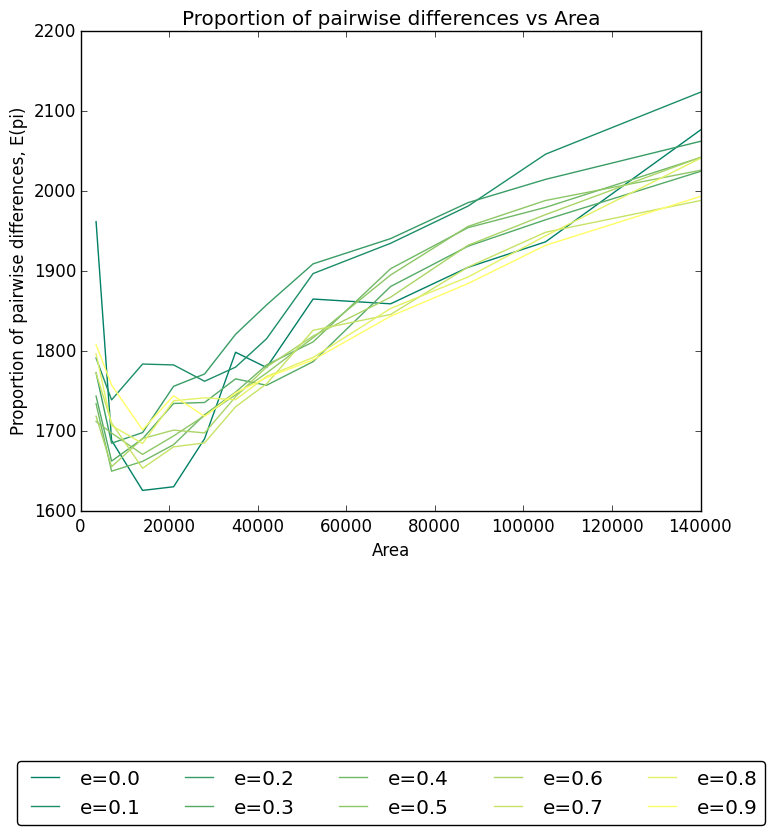 Proportion of pairwise differences vs Area
2200
2100
2000
1900
1800
1700
1600
Proportion of pairwise differences, E(pi)
0 20000 40000 60000 80000 100000 120000 140000
Area
e=0.0 e=0.2 e=0.4 e=0.6 e=0.8
e=0.1 e=0.3 e=0.5 e=0.7 e=0.9